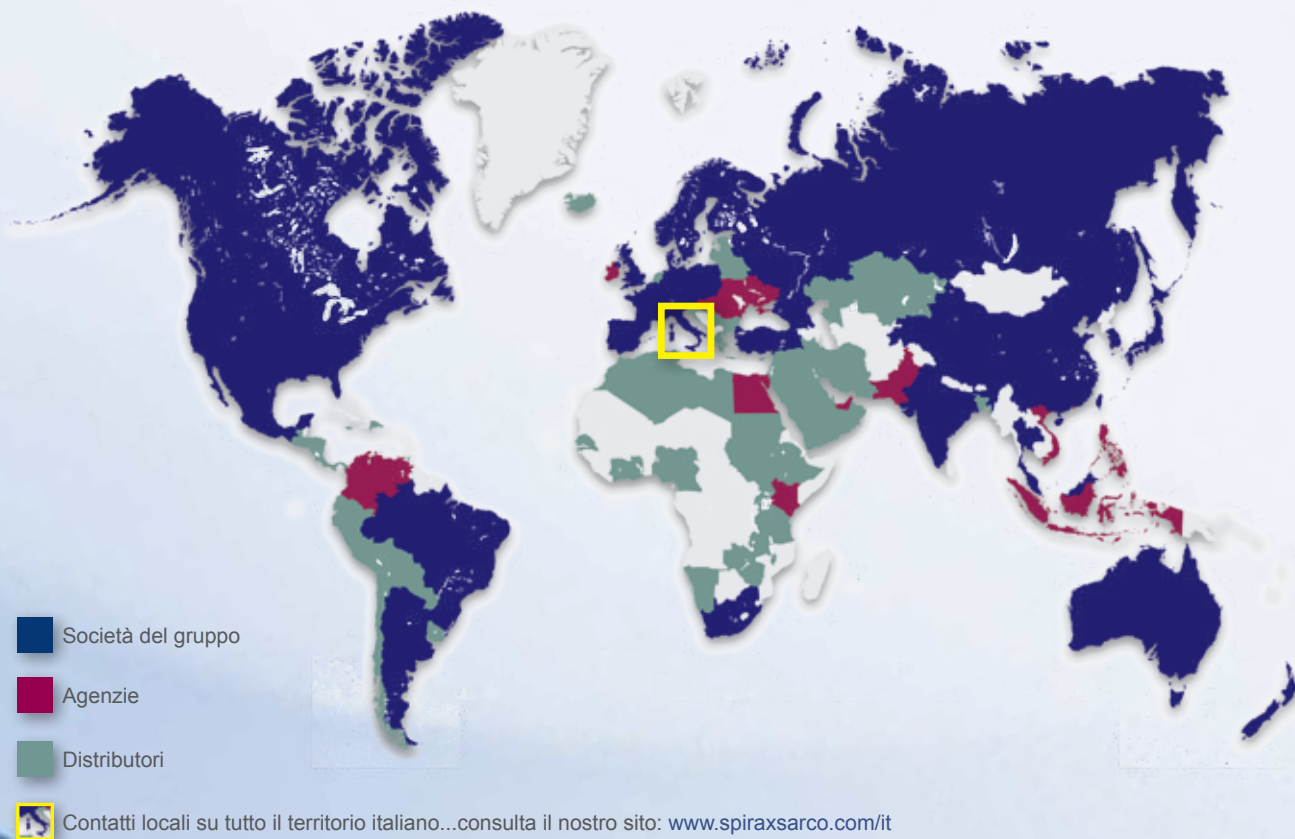 Società del gruppo
Agenzie
Distributori
Contatti locali su tutto il territorio italiano...consulta il nostro sito: www.spiraxsarco.com/it